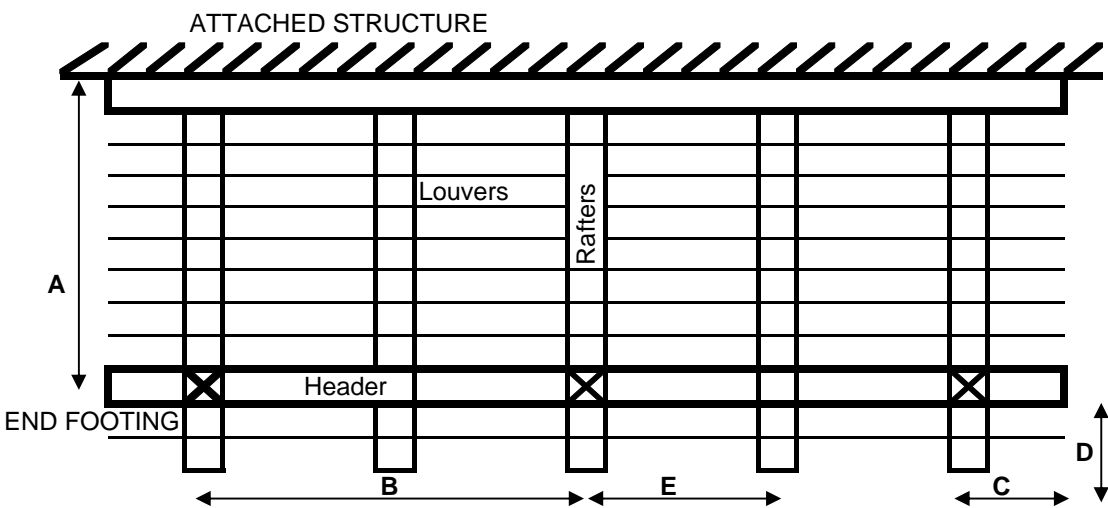 ATTACHED STRUCTURE
Louvers
Rafters
A
Header
END FOOTING
D
B
E
C